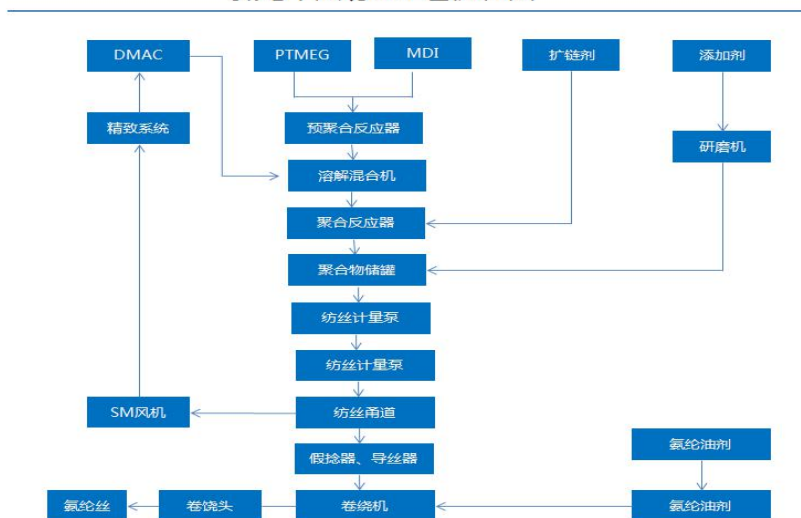 DMAC
PTMEG
MDI
扩链剂
添加剂
精致系统
预聚合反应器
研磨机
溶解混合机
聚合反应器
聚合物储罐
纺丝计量泵
纺丝计量泵
SM风机
纺丝甬道
氨纶油剂
假捻器、导丝器
氨纶丝
卷饶头
卷绕机
氨纶油剂